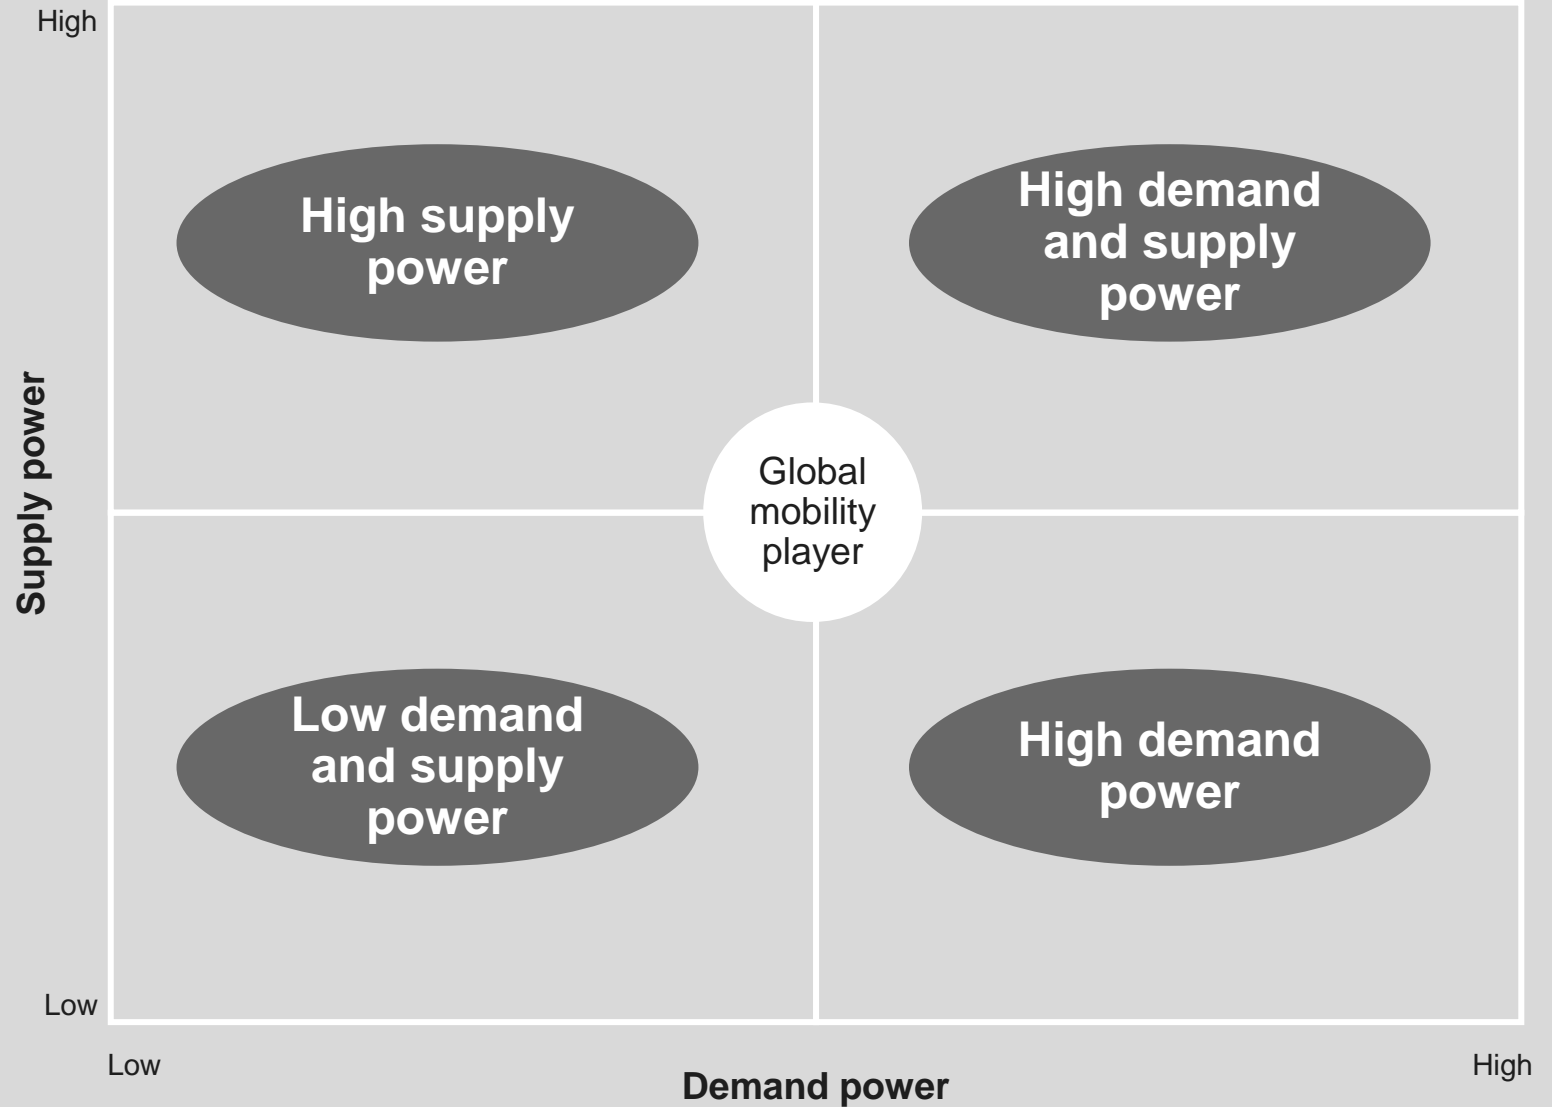 High
High supply
power
High demand
and supply
power
Supply power
Global
mobility
player
Low demand
and supply
power
High demand
power
Low
Low
High
Demand power